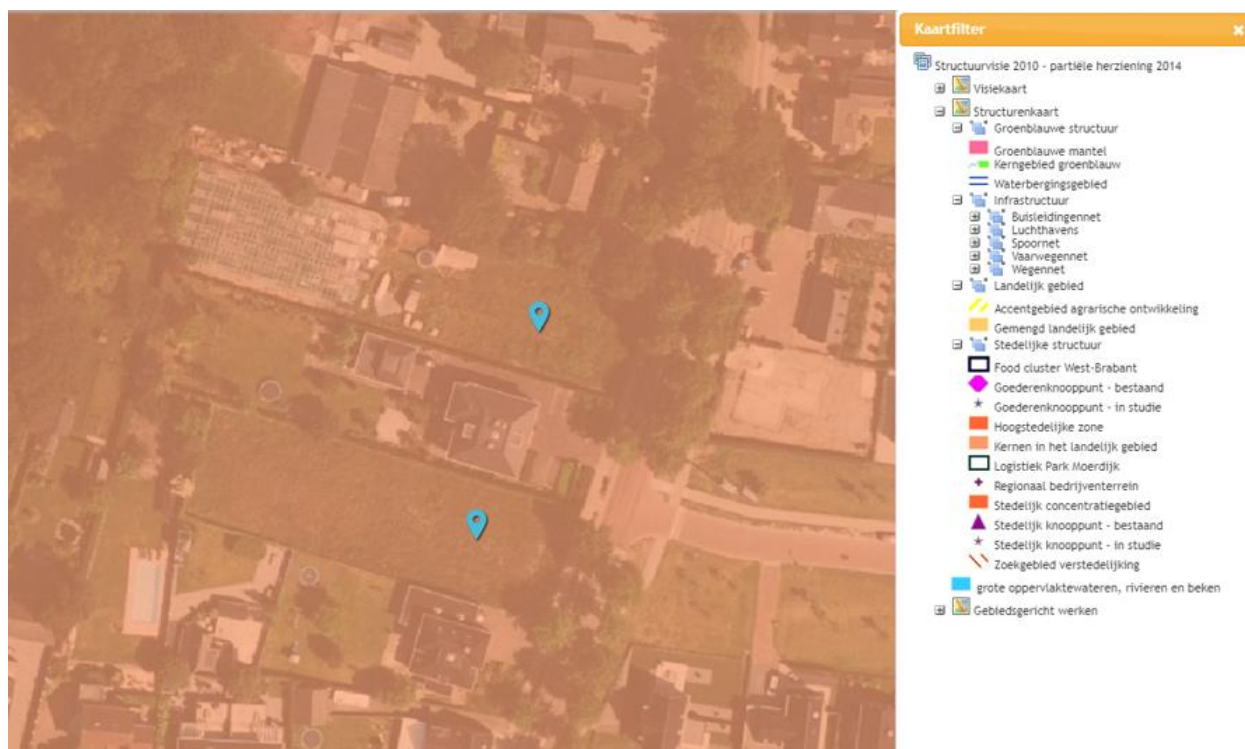 Kaartfilter
Structuurvisie 2010 - partiële herziening 2014
Visiekaart
Structurenkaart
Groenblauwe structuur
Groenblauwe mantel
Kerngebied groenblauw
Waterbergingsgebied
Infrastructuur
Buisleidingennet
Luchthavens
Spoornet
Vaarwegennet
Wegennet
Landelijk gebied
Accentgebied agrarische ontwikkeling
Gemengd landelijk gebied
Stedelijke structuur
Food cluster West-Brabant
Goederenknooppunt - bestaand
Goederenknooppunt - in studie
Hoogstedelijke zone
Kernen in het landelijk gebied
Logistiek Park Moerdijk
Regionaal bedrijventerrein
Stedelijk concentratiegebied
Stedelijk knooppunt - bestaand
Stedelijk knooppunt - in studie
Zoekgebied verstedelijking
grote oppervlaktewateren, rivieren en beken
Gebiedsgericht werken